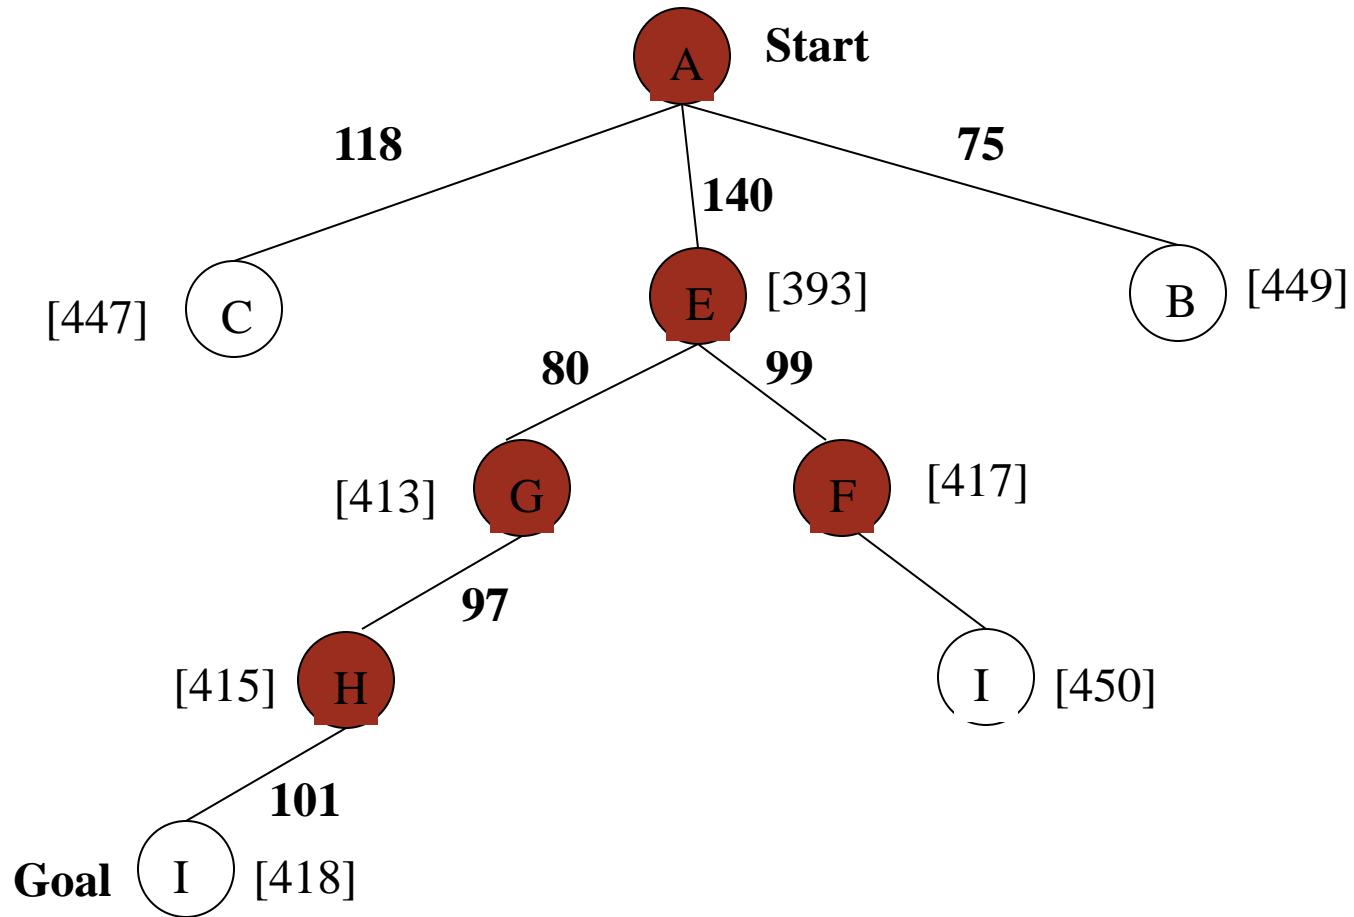 A Start
118
75
140
[447] C
E [393]
B [449]
80
99
[413] G
F [417]
97
[415] H
I [450]
101
Goal I [418]